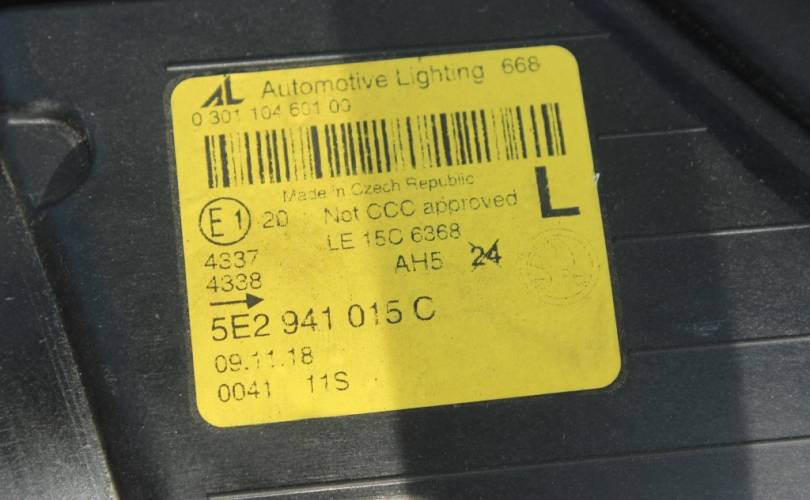 AL Automotive Lighting 668
0 301 104 601 00
Made in Czech Republic
E1 20 Not CCC approved L
LE 15C 6368
4337
AH5 24
4338
5E2 941 015 C
09.11.18
0041 11S